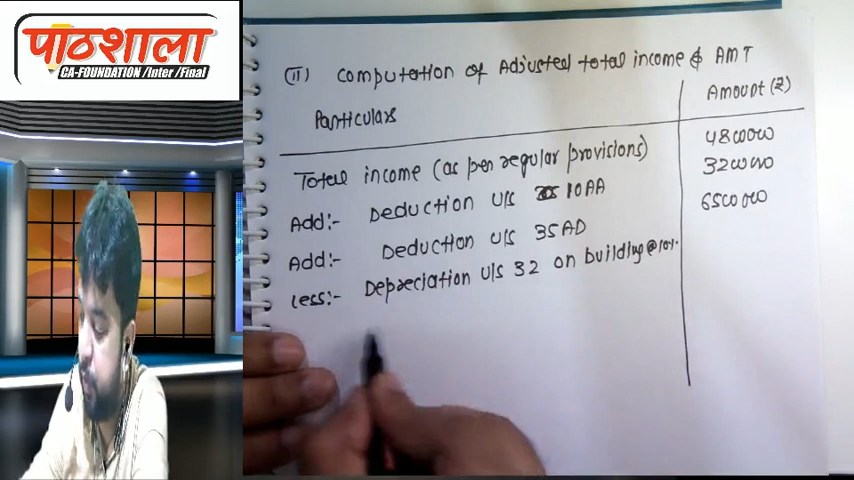 पाठशाला
CA-FOUNDATION /Inter /Final
(II) Computation of Adjusted total income & AMT
Particulars
Amount (₹)
Total income (as per regular provisions)
4800000
Add:- Deduction u/s 10AA
3200000
Add:- Deduction u/s 35AD
6500000
Less:- Depreciation u/s 32 on building @ 10%.